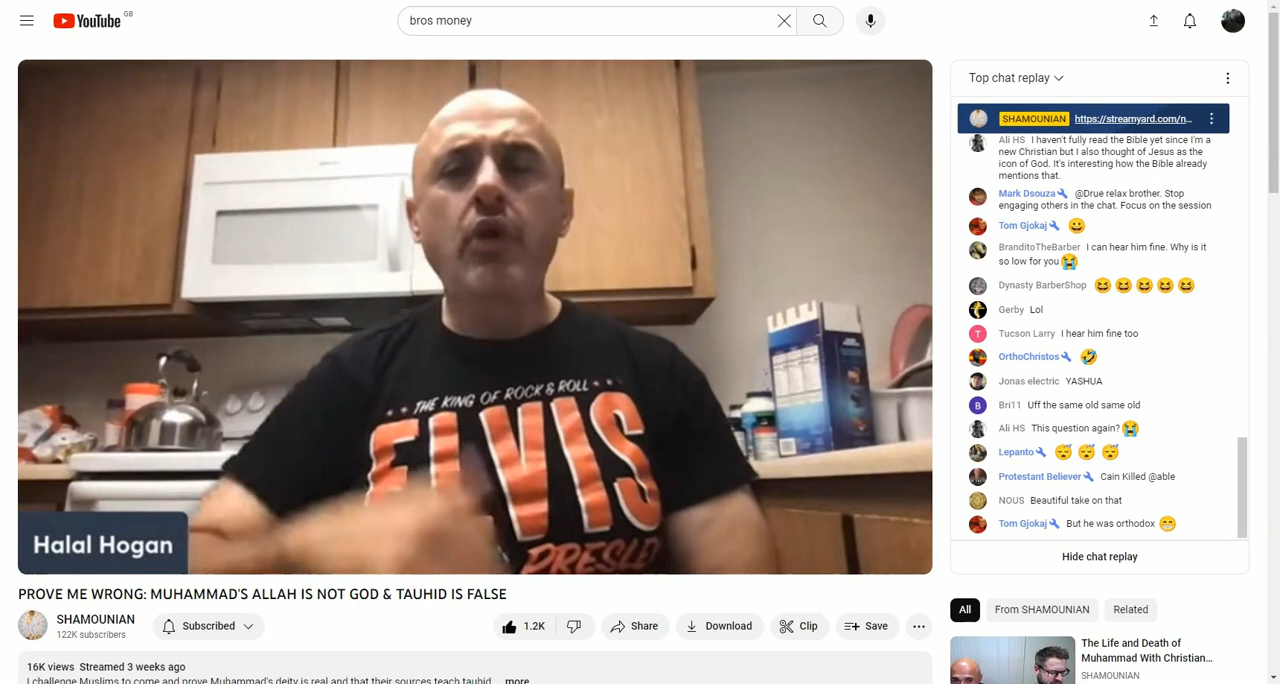 YouTube GB
bros money
THE KING OF ROCK & ROLL
ELVIS
PRESLEY
Halal Hogan
PROVE ME WRONG: MUHAMMAD'S ALLAH IS NOT GOD & TAUHID IS FALSE
SHAMOUNIAN
122K subscribers
Subscribed
1.2K
Share
Download
Clip
Save
16K views Streamed 3 weeks ago
I challenge Muslims to come and prove Muhammad's deity is real and that their sources teach tauhid. ...more
Top chat replay
SHAMOUNIAN https://streamyard.com/n...
Ali HS I haven't fully read the Bible yet since I'm a
new Christian but I also thought of Jesus as the
icon of God. It's interesting how the Bible already
mentions that.
Mark Dsouza @Drue relax brother. Stop
engaging others in the chat. Focus on the session
Tom Gjokaj 😀
BranditoTheBarber I can hear him fine. Why is it
so low for you 😭
Dynasty BarberShop 😆😆😆😆😆
Gerby Lol
T Tucson Larry I hear him fine too
OrthoChristos 🤣
Jonas electric YASHUA
B Bri11 Uff the same old same old
Ali HS This question again? 😭
Lepanto 😴😴😴
Protestant Believer Cain Killed @able
NOUS Beautiful take on that
Tom Gjokaj But he was orthodox 😁
Hide chat replay
All
From SHAMOUNIAN
Related
The Life and Death of
Muhammad With Christian...
SHAMOUNIAN